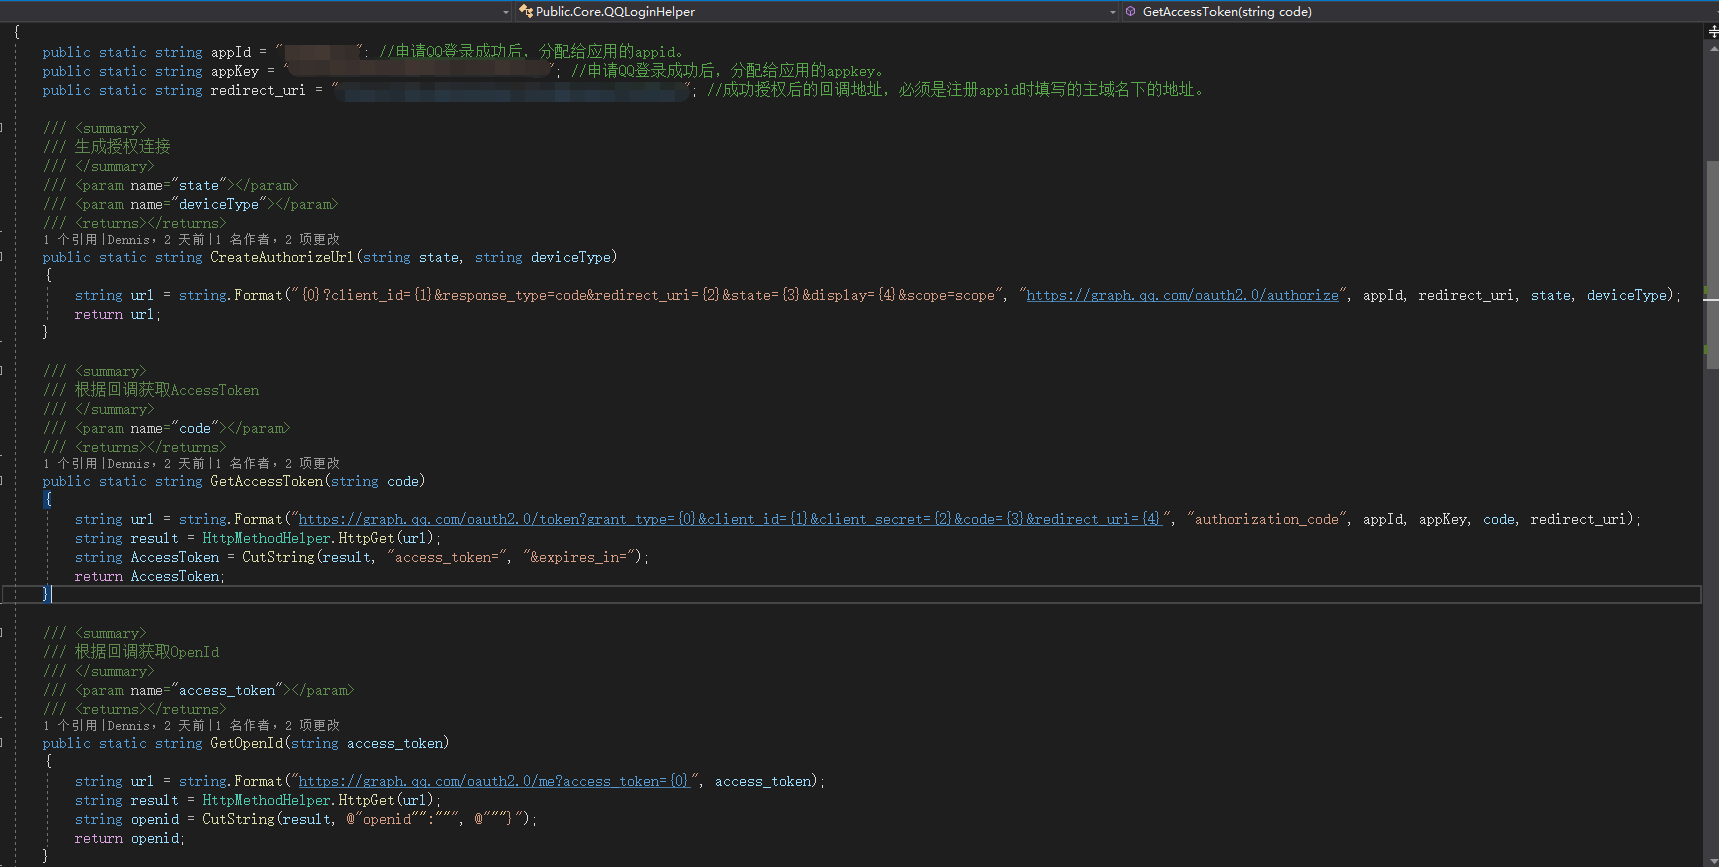 Public.Core.QQLoginHelper
GetAccessToken(string code)
{
public static string appId = " "; //申请QQ登录成功后，分配给应用的appid。
public static string appKey = " "; //申请QQ登录成功后，分配给应用的appkey。
public static string redirect_uri = " "; //成功授权后的回调地址，必须是注册appid时填写的主域名下的地址。
/// <summary>
/// 生成授权连接
/// </summary>
/// <param name="state"></param>
/// <param name="deviceType"></param>
/// <returns></returns>
1 个引用|Dennis，2 天前|1 名作者，2 项更改
public static string CreateAuthorizeUrl(string state, string deviceType)
{
string url = string.Format("{0}?client_id={1}&response_type=code&redirect_uri={2}&state={3}&display={4}&scope=scope", "https://graph.qq.com/oauth2.0/authorize", appId, redirect_uri, state, deviceType);
return url;
}
/// <summary>
/// 根据回调获取AccessToken
/// </summary>
/// <param name="code"></param>
/// <returns></returns>
1 个引用|Dennis，2 天前|1 名作者，2 项更改
public static string GetAccessToken(string code)
{
string url = string.Format("https://graph.qq.com/oauth2.0/token?grant_type={0}&client_id={1}&client_secret={2}&code={3}&redirect_uri={4}", "authorization_code", appId, appKey, code, redirect_uri);
string result = HttpMethodHelper.HttpGet(url);
string AccessToken = CutString(result, "access_token=", "&expires_in=");
return AccessToken;
}
/// <summary>
/// 根据回调获取OpenId
/// </summary>
/// <param name="access_token"></param>
/// <returns></returns>
1 个引用|Dennis，2 天前|1 名作者，2 项更改
public static string GetOpenId(string access_token)
{
string url = string.Format("https://graph.qq.com/oauth2.0/me?access_token={0}", access_token);
string result = HttpMethodHelper.HttpGet(url);
string openid = CutString(result, @"openid"":""", @"""}");
return openid;
}